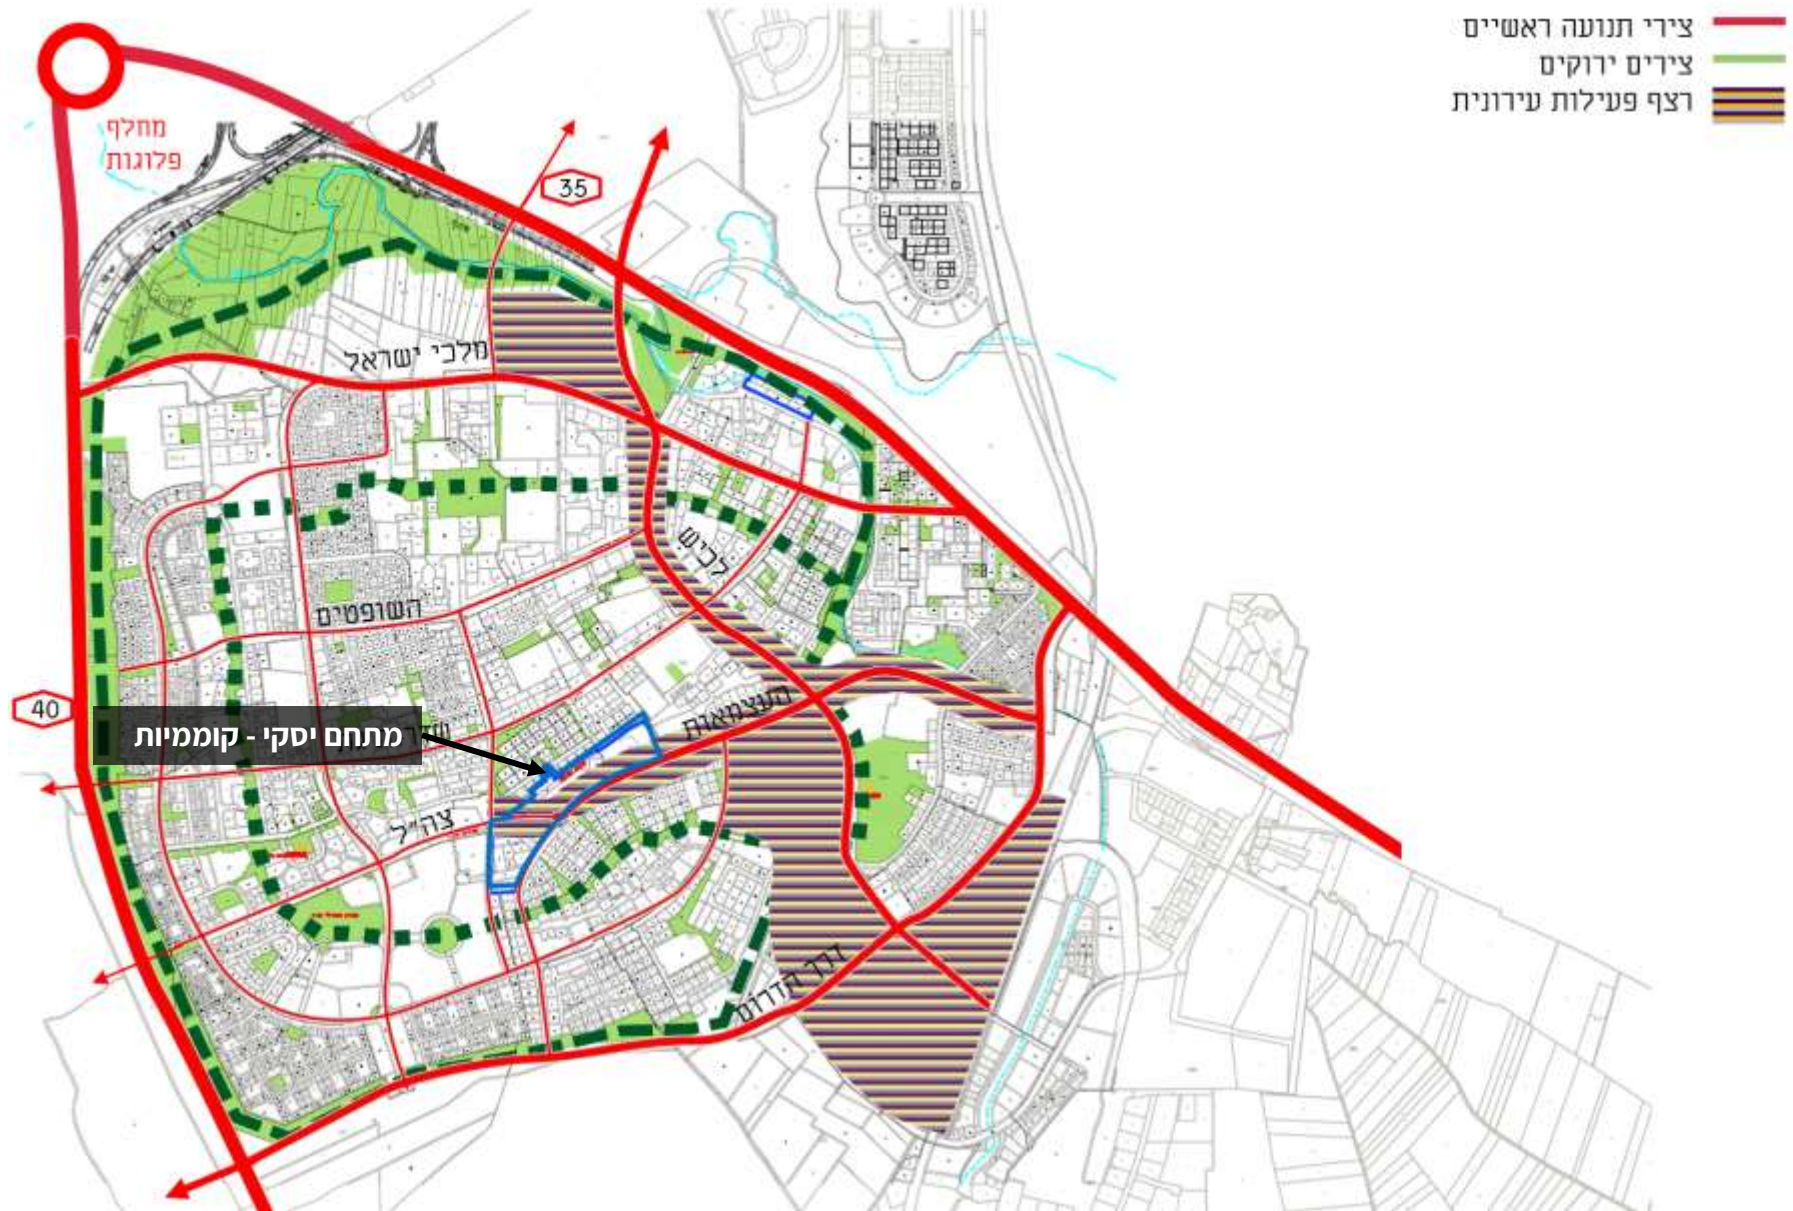 צירי תנועה ראשיים
צירים ירוקים
רצף פעילות עירונית
מחלף
פלוגות
35
מלכי ישראל
לכיש
השופטים
העצמאות
40
מתחם יסקי - קוממיות
צה"ל
דרך הדרום